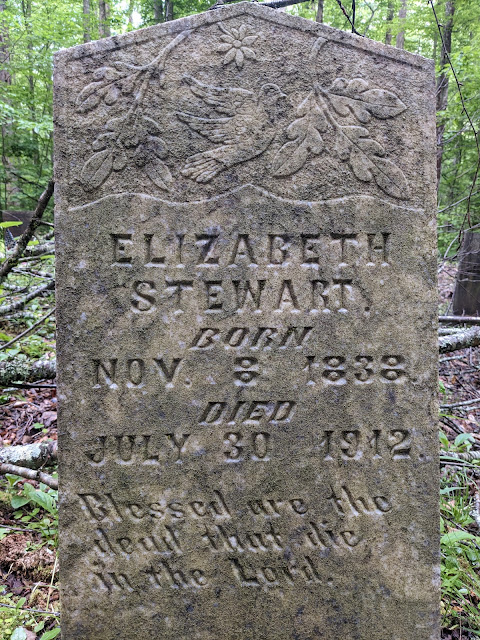 ELIZABETH
STEWART.
BORN
NOV. 8 1838.
DIED
JULY 30 1912.
Blessed are the
dead that die
in the Lord.